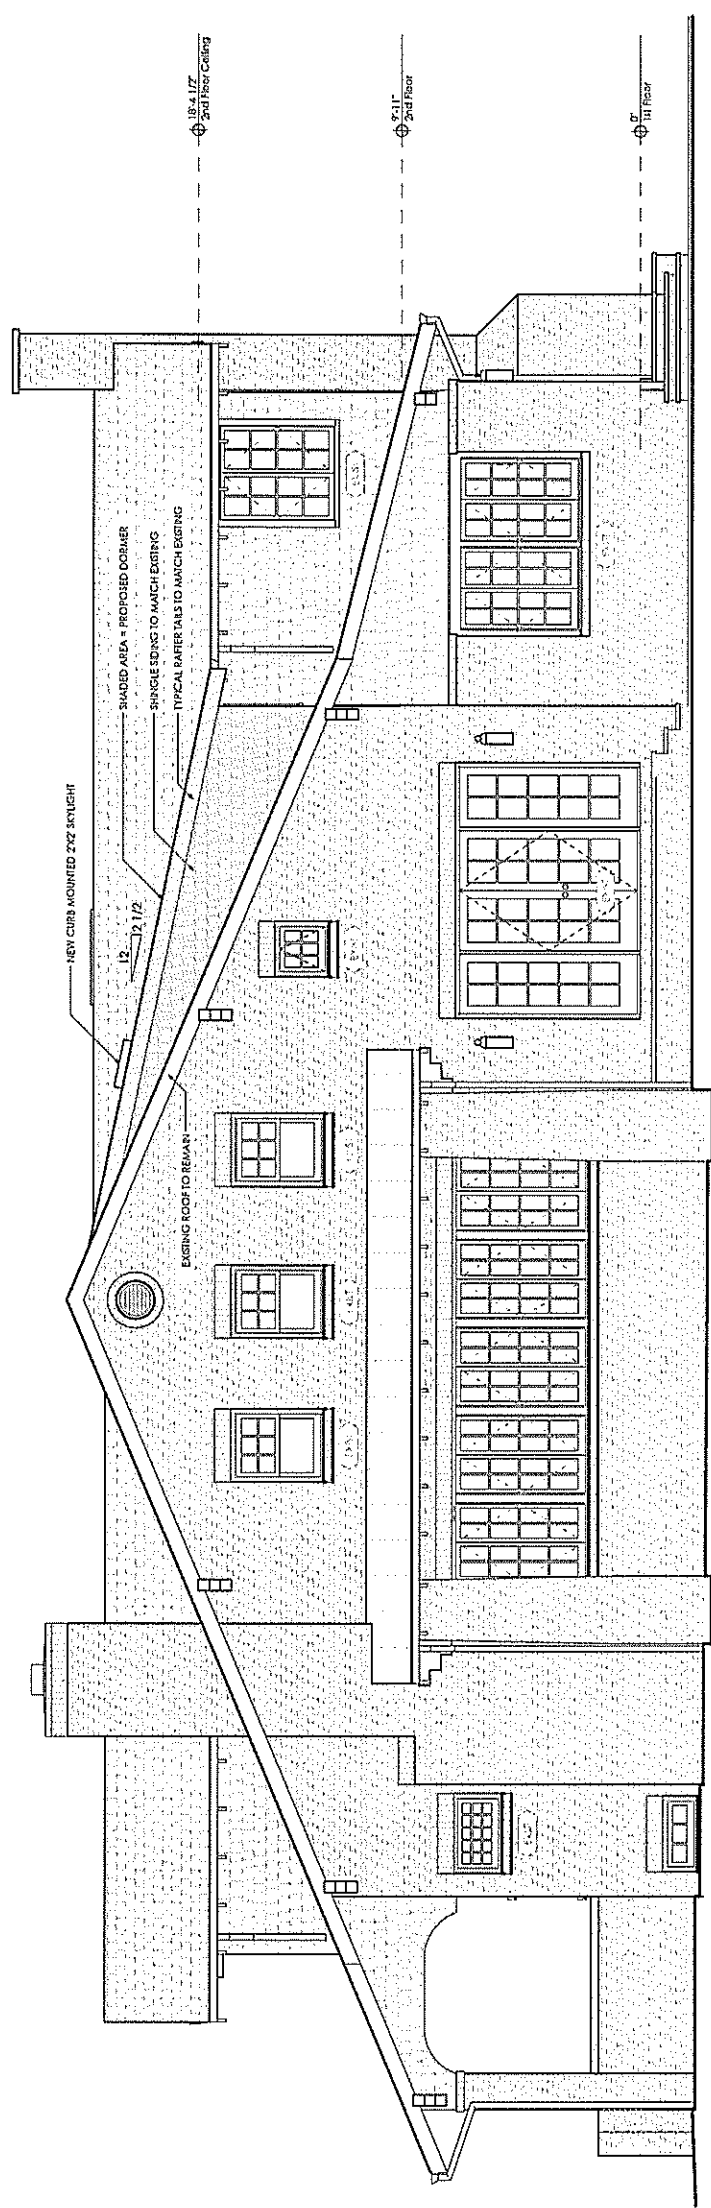 NEW CURB MOUNTED 2'X2' SKYLIGHT
SHADED AREA = PROPOSED DORMER
SHINGLE SIDING TO MATCH EXISTING
TYPICAL RAFTER TAILS TO MATCH EXISTING
12
2 1/2
EXISTING ROOF TO REMAIN
18'-4 1/2"
2nd Floor Ceiling
9'-11"
2nd Floor
0"
1st Floor